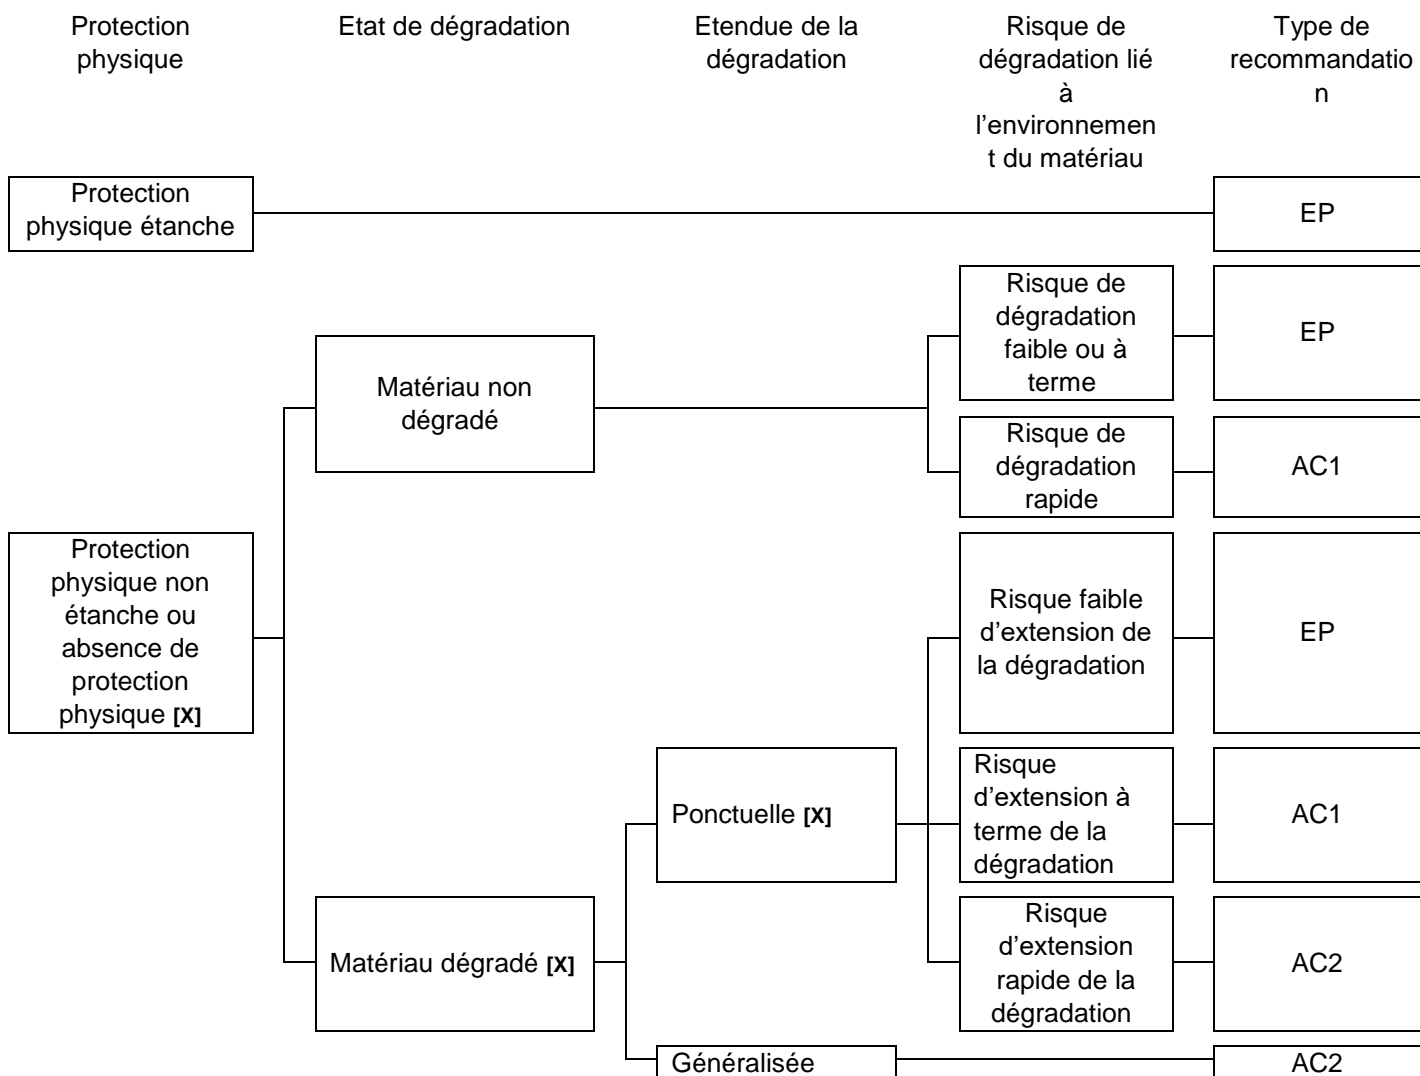 Protection
physique
Etat de dégradation
Etendue de la
dégradation
Risque de
dégradation lié
à
l’environnemen
t du matériau
Type de
recommandatio
n
Protection
physique étanche
EP
Risque de
dégradation
faible ou à
terme
EP
Matériau non
dégradé
Risque de
dégradation
rapide
AC1
Protection
physique non
étanche ou
absence de
protection
physique [X]
Risque faible
d’extension de
la dégradation
EP
Ponctuelle [X]
Risque
d’extension à
terme de la
dégradation
AC1
Matériau dégradé [X]
Risque
d’extension
rapide de la
dégradation
AC2
Généralisée
AC2